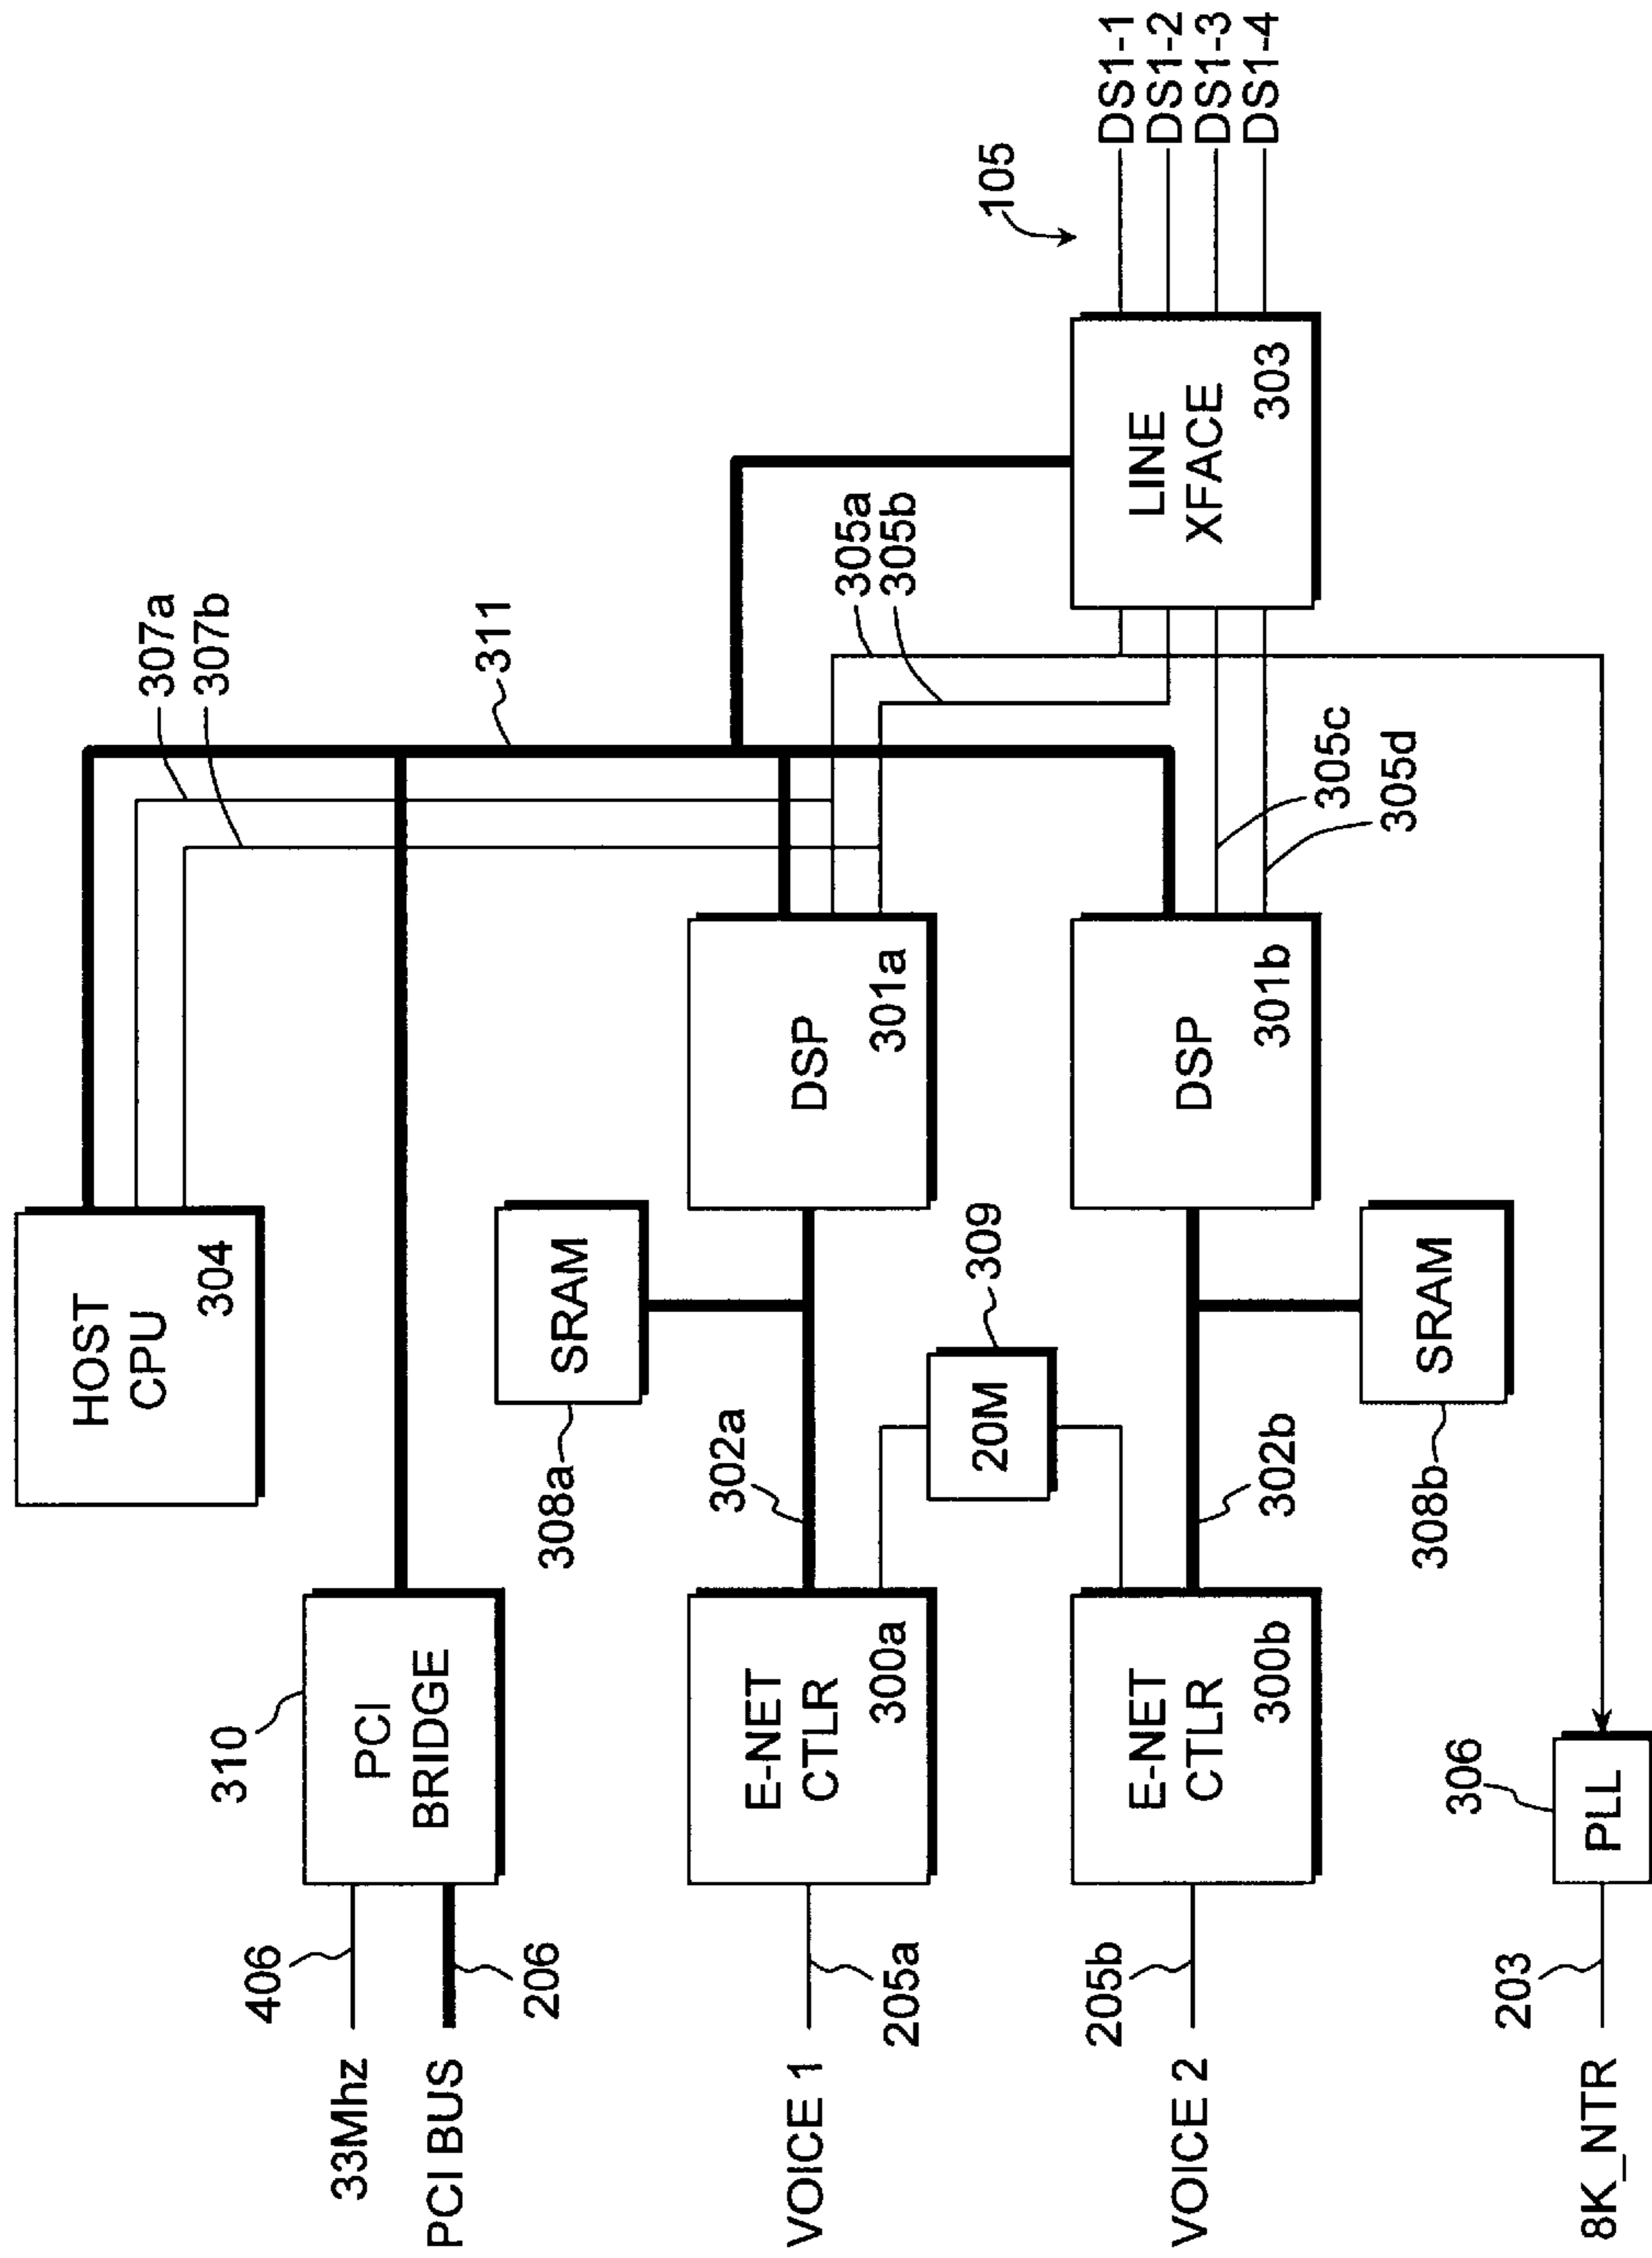 HOST
CPU
304
307a
307b
33Mhz
406
310
PCI
BRIDGE
PCI BUS
206
311
308a
SRAM
VOICE 1
205a
E-NET
CTLR
300a
302a
DSP
301a
305a
305b
105
20M
309
VOICE 2
205b
E-NET
CTLR
300b
302b
DSP
301b
305c
305d
LINE
XFACE
303
DS1-1
DS1-2
DS1-3
DS1-4
308b
SRAM
8K_NTR
203
306
PLL